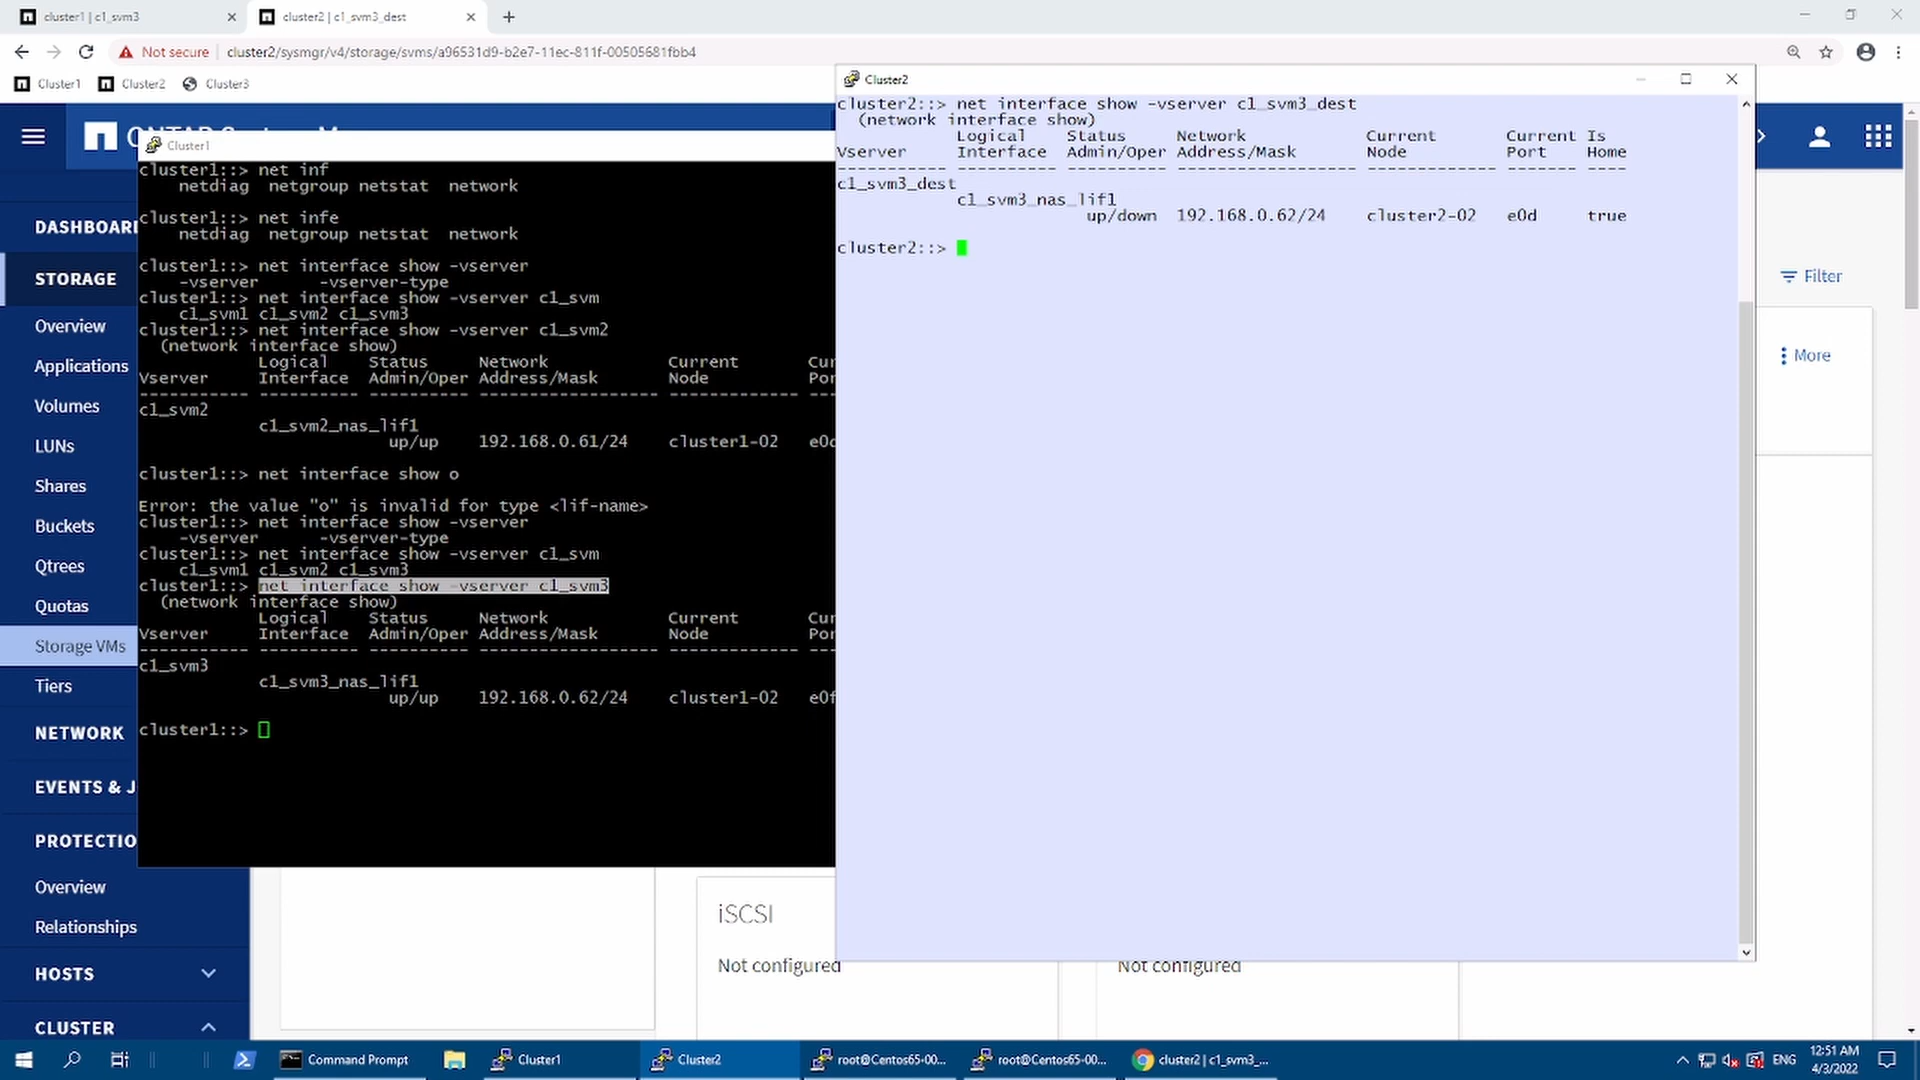 cluster1 | c1_svm3
cluster2 | c1_svm3_dest
Not secure
cluster2/sysmgr/v4/storage/svms/a96531d9-b2e7-11ec-811f-00505681fbb4
Cluster1
Cluster2
Cluster3
DASHBOAR
STORAGE
Overview
Applications
Volumes
LUNs
Shares
Buckets
Qtrees
Quotas
Storage VMs
Tiers
NETWORK
EVENTS & J
PROTECTIO
Overview
Relationships
HOSTS
CLUSTER
Cluster1
cluster1::> net inf
netdiag netgroup netstat network
cluster1::> net infe
netdiag netgroup netstat network
cluster1::> net interface show -vserver
-vserver -vserver-type
cluster1::> net interface show -vserver c1_svm
c1_svm1 c1_svm2 c1_svm3
cluster1::> net interface show -vserver c1_svm2
(network interface show)
Logical Status Network Current Cur
Vserver Interface Admin/Oper Address/Mask Node Por
----------- ---------- ---------- ------------------ ------------- ---
c1_svm2
c1_svm2_nas_lif1
up/up 192.168.0.61/24 cluster1-02 e0d
cluster1::> net interface show o
Error: the value "o" is invalid for type <lif-name>
cluster1::> net interface show -vserver
-vserver -vserver-type
cluster1::> net interface show -vserver c1_svm
c1_svm1 c1_svm2 c1_svm3
cluster1::> net interface show -vserver c1_svm3
(network interface show)
Logical Status Network Current Cur
Vserver Interface Admin/Oper Address/Mask Node Por
----------- ---------- ---------- ------------------ ------------- ---
c1_svm3
c1_svm3_nas_lif1
up/up 192.168.0.62/24 cluster1-02 e0f
cluster1::>
Cluster2
cluster2::> net interface show -vserver c1_svm3_dest
(network interface show)
Logical Status Network Current Current Is
Vserver Interface Admin/Oper Address/Mask Node Port Home
----------- ---------- ---------- ------------------ ------------- ------- ----
c1_svm3_dest
c1_svm3_nas_lif1
up/down 192.168.0.62/24 cluster2-02 e0d true
cluster2::>
Filter
More
iSCSI
Not configured
Not configured
Command Prompt
Cluster1
Cluster2
root@Centos65-00...
root@Centos65-00...
cluster2 | c1_svm3_...
ENG
12:51 AM
4/3/2022